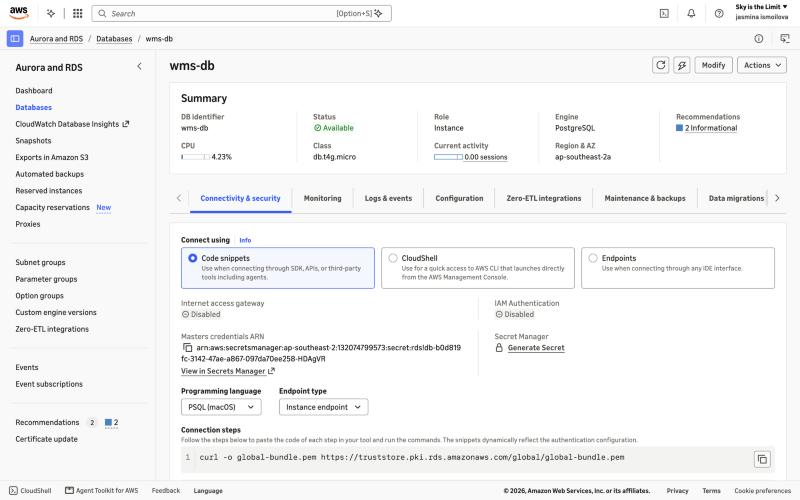 aws
Search
[Option+S]
Sky is the Limit ▼
jasmina ismoilova
Aurora and RDS / Databases / wms-db
Aurora and RDS
Dashboard
Databases
CloudWatch Database Insights
Snapshots
Exports in Amazon S3
Automated backups
Reserved instances
Capacity reservations New
Proxies
Subnet groups
Parameter groups
Option groups
Custom engine versions
Zero-ETL integrations
Events
Event subscriptions
Recommendations 2 2
Certificate update
wms-db
Modify
Actions
Summary
DB identifier
wms-db
Status
Available
Role
Instance
Engine
PostgreSQL
Recommendations
2 Informational
CPU
4.23%
Class
db.t4g.micro
Current activity
0.00 sessions
Region & AZ
ap-southeast-2a
Connectivity & security
Monitoring
Logs & events
Configuration
Zero-ETL integrations
Maintenance & backups
Data migrations
Connect using Info
Code snippets
Use when connecting through SDK, APIs, or third-party
tools including agents.
CloudShell
Use for a quick access to AWS CLI that launches directly
from the AWS Management Console.
Endpoints
Use when connecting through any IDE interface.
Internet access gateway
Disabled
IAM Authentication
Disabled
Masters credentials ARN
arn:aws:secretsmanager:ap-southeast-2:132074799573:secret:rds!db-b0d819
fc-3142-47ae-a867-097da70ee258-HDAgVR
View in Secrets Manager
Secret Manager
Generate Secret
Programming language
PSQL (macOS)
Endpoint type
Instance endpoint
Connection steps
Follow the steps below to paste the code of each step in your tool and run the commands. The snippets dynamically reflect the authentication configuration.
1 curl -o global-bundle.pem https://truststore.pki.rds.amazonaws.com/global/global-bundle.pem
CloudShell
Agent Toolkit for AWS
Feedback
Language
© 2026, Amazon Web Services, Inc. or its affiliates.
Privacy
Terms
Cookie preferences